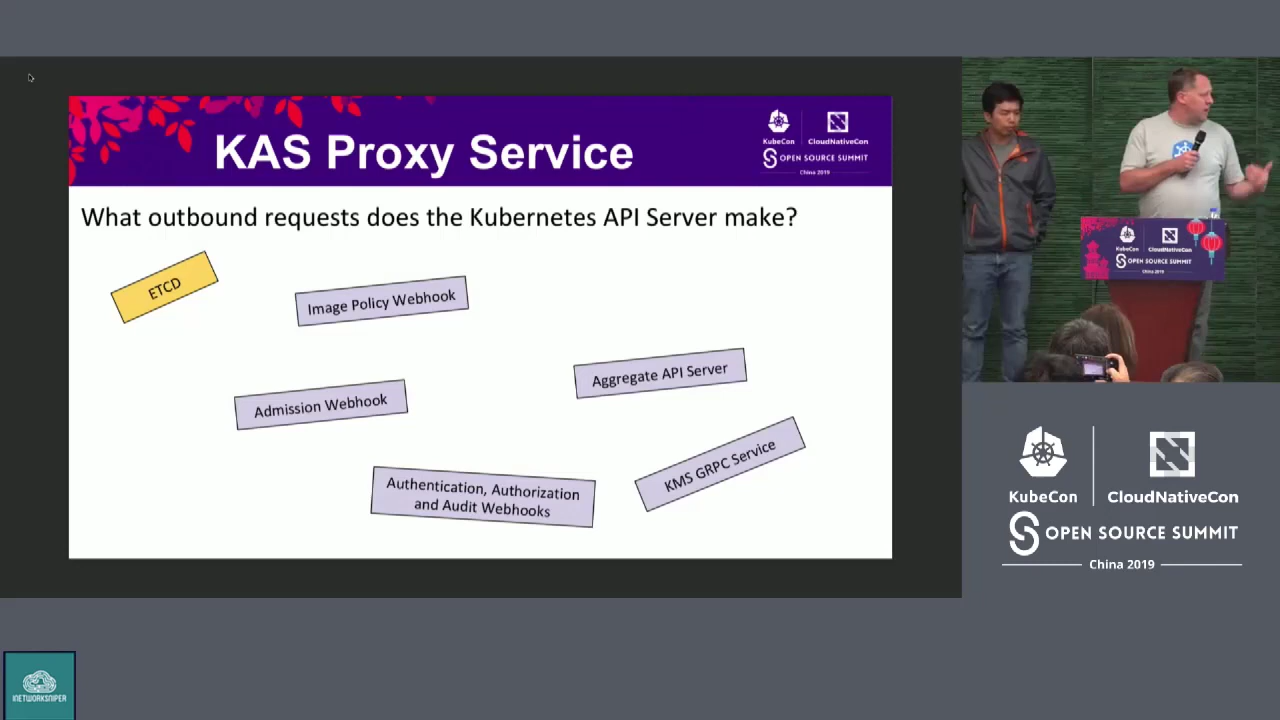 KAS Proxy Service
KubeCon
CloudNativeCon
OPEN SOURCE SUMMIT
China 2019
What outbound requests does the Kubernetes API Server make?
ETCD
Image Policy Webhook
Aggregate API Server
Admission Webhook
KMS GRPC Service
Authentication, Authorization
and Audit Webhooks
KubeCon
CloudNativeCon
OPEN SOURCE SUMMIT
China 2019
KubeCon
CloudNativeCon
OPEN SOURCE SUMMIT
China 2019
INETWORKSNIPER